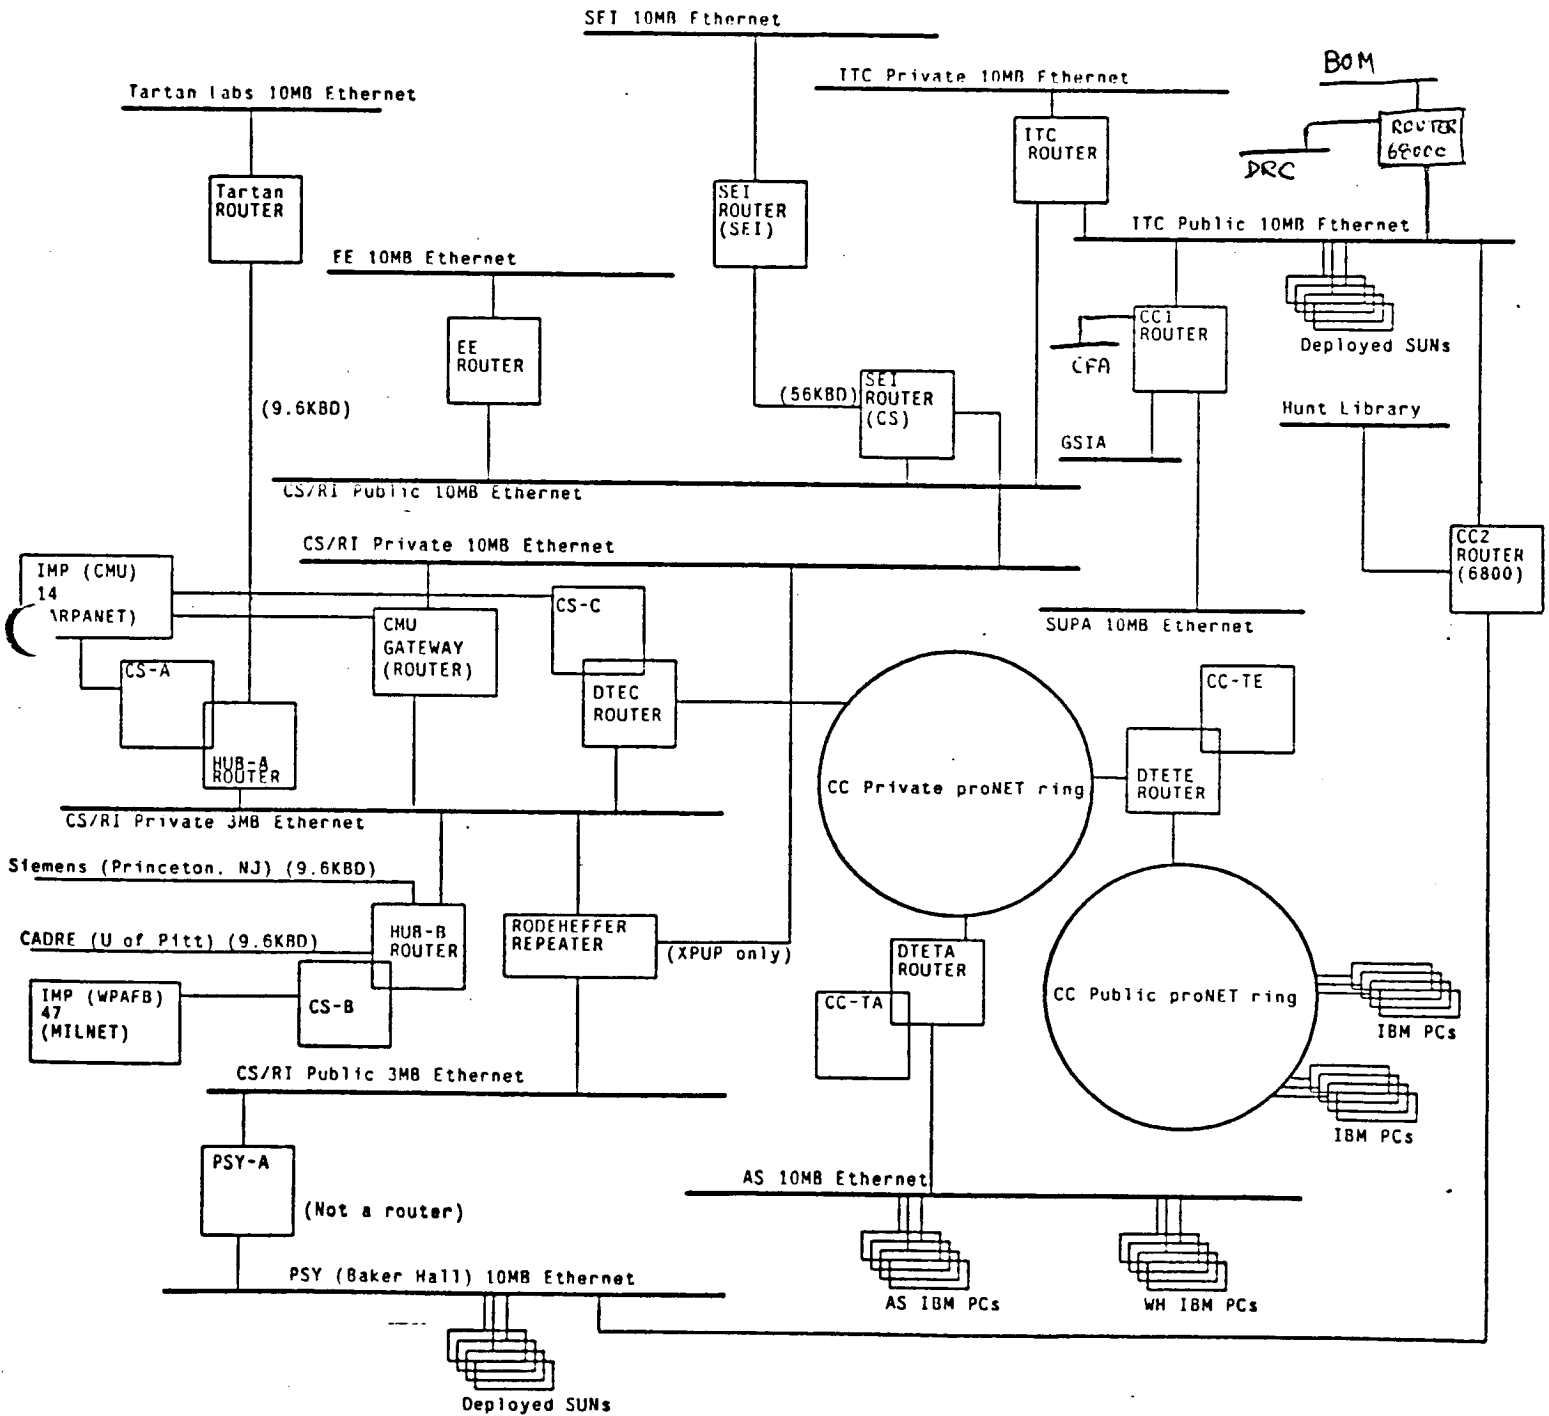 SEI 10MB Ethernet
ITC Private 10MB Ethernet
BOM
Tartan Labs 10MB Ethernet
ITC
ROUTER
ROUTER
68000
DRC
Tartan
ROUTER
SEI
ROUTER
(SEI)
ITC Public 10MB Ethernet
EE 10MB Ethernet
CC1
ROUTER
Deployed SUNs
EE
ROUTER
CFA
(9.6KBD)
(56KBD)
SEI
ROUTER
(CS)
Hunt Library
GSIA
CS/RI Public 10MB Ethernet
CS/RI Private 10MB Ethernet
CC2
ROUTER
(6800)
IMP (CMU)
14
ARPANET)
CS-C
CMU
GATEWAY
(ROUTER)
SUPA 10MB Ethernet
CS-A
DTEC
ROUTER
CC-TE
HUB-A
ROUTER
DTETE
ROUTER
CC Private proNET ring
CS/RI Private 3MB Ethernet
Siemens (Princeton. NJ) (9.6KBD)
CADRE (U of Pitt) (9.6KBD)
HUB-B
ROUTER
RODEHEFFER
REPEATER
(XPUP only)
DTETA
ROUTER
IMP (WPAFB)
47
(MILNET)
CS-B
CC-TA
CC Public proNET ring
IBM PCs
CS/RI Public 3MB Ethernet
IBM PCs
PSY-A
(Not a router)
AS 10MB Ethernet
PSY (Baker Hall) 10MB Ethernet
AS IBM PCs
WH IBM PCs
Deployed SUNs